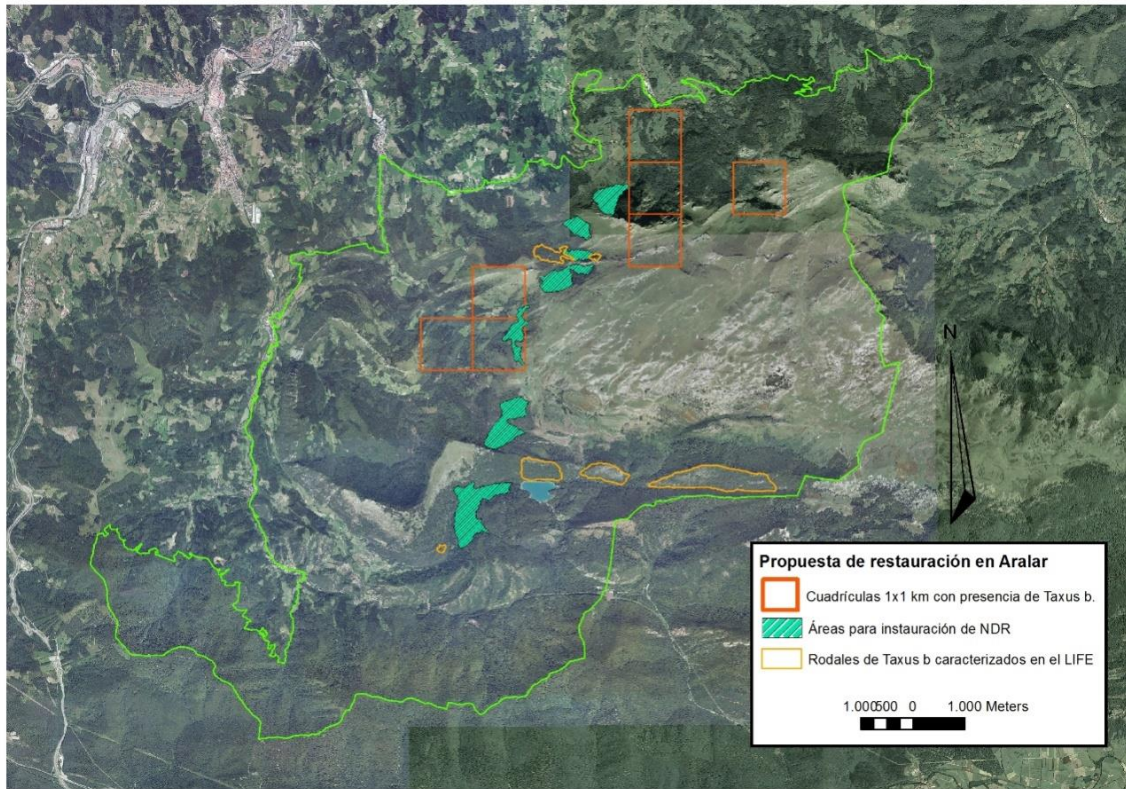 N
Propuesta de restauración en Aralar
Cuadrículas 1x1 km con presencia de Taxus b.
Áreas para instauración de NDR
Rodales de Taxus b caracterizados en el LIFE
1.000500 0 1.000 Meters